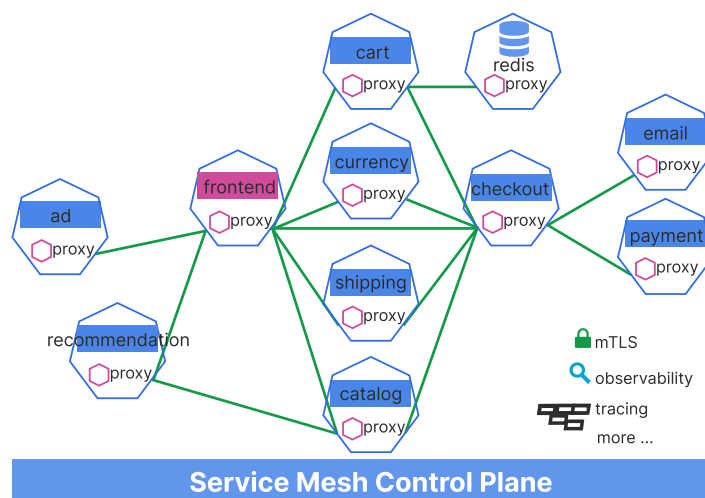 cart
proxy
redis
proxy
email
proxy
currency
proxy
frontend
proxy
checkout
proxy
ad
proxy
payment
proxy
shipping
proxy
recommendation
proxy
catalog
proxy
mTLS
observability
tracing
more ...
Service Mesh Control Plane